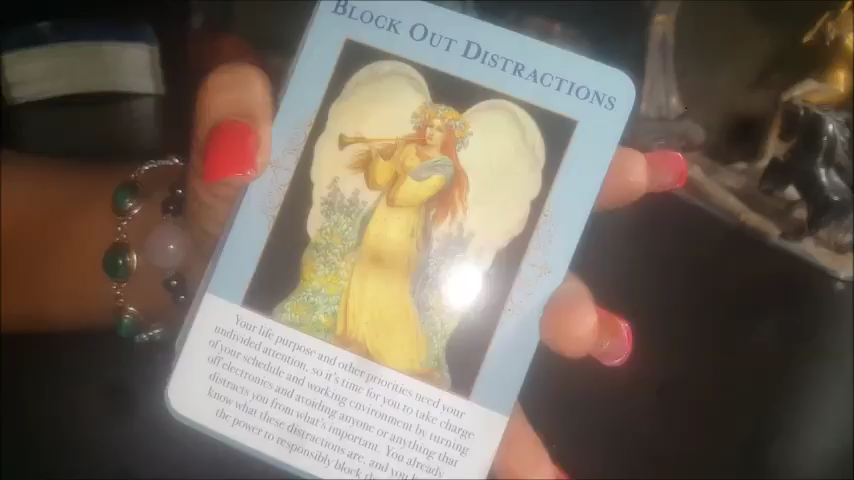 BLOCK OUT DISTRACTIONS
Your life purpose and other priorities need your
undivided attention, so it's time for you to take charge
of your schedule and working environment by turning
off electronics and avoiding anyone or anything that
distracts you from what's important. You already
know what these distractions are, and you
the power to responsibly block